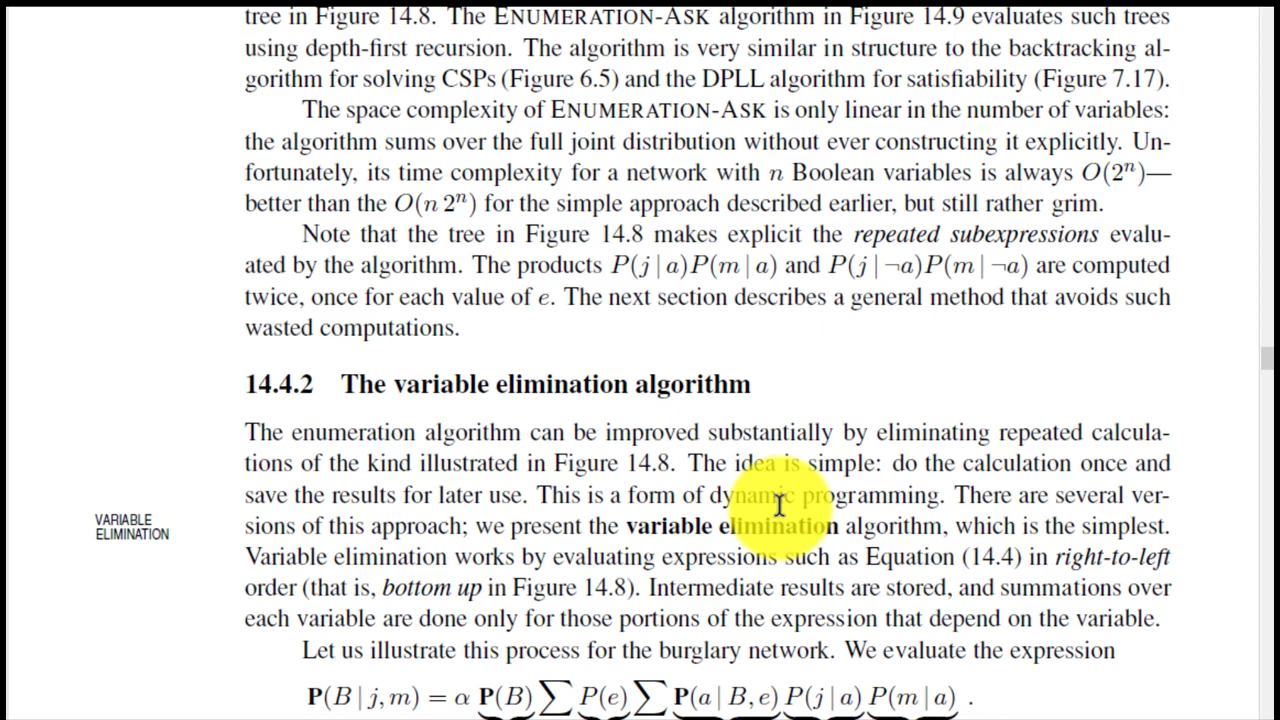 tree in Figure 14.8. The ENUMERATION-ASK algorithm in Figure 14.9 evaluates such trees
using depth-first recursion. The algorithm is very similar in structure to the backtracking al-
gorithm for solving CSPs (Figure 6.5) and the DPLL algorithm for satisfiability (Figure 7.17).
The space complexity of ENUMERATION-ASK is only linear in the number of variables:
the algorithm sums over the full joint distribution without ever constructing it explicitly. Un-
fortunately, its time complexity for a network with n Boolean variables is always O(2ⁿ)—
better than the O(n 2ⁿ) for the simple approach described earlier, but still rather grim.
Note that the tree in Figure 14.8 makes explicit the repeated subexpressions evalu-
ated by the algorithm. The products P(j | a)P(m | a) and P(j | ¬a)P(m | ¬a) are computed
twice, once for each value of e. The next section describes a general method that avoids such
wasted computations.
14.4.2 The variable elimination algorithm
The enumeration algorithm can be improved substantially by eliminating repeated calcula-
tions of the kind illustrated in Figure 14.8. The idea is simple: do the calculation once and
save the results for later use. This is a form of dynamic programming. There are several ver-
VARIABLE
ELIMINATION
sions of this approach; we present the variable elimination algorithm, which is the simplest.
Variable elimination works by evaluating expressions such as Equation (14.4) in right-to-left
order (that is, bottom up in Figure 14.8). Intermediate results are stored, and summations over
each variable are done only for those portions of the expression that depend on the variable.
Let us illustrate this process for the burglary network. We evaluate the expression
P(B | j, m) = α P(B) ∑ P(e) ∑ P(a | B, e) P(j | a) P(m | a) .